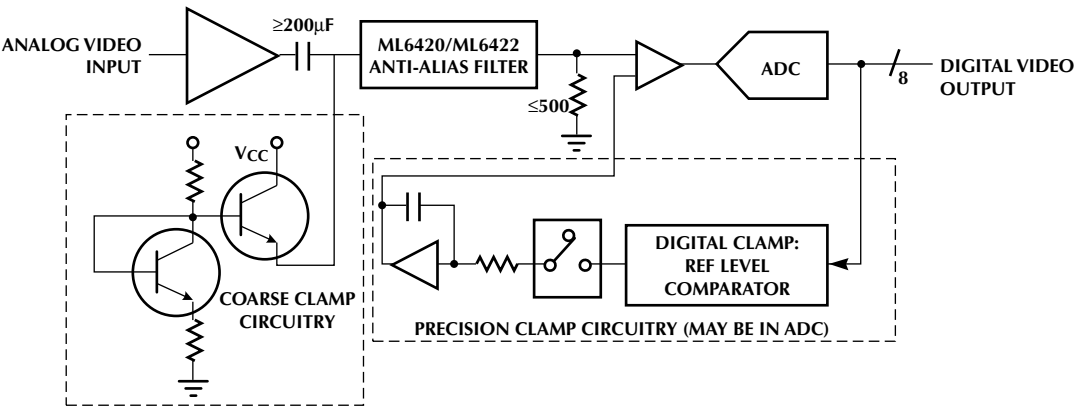 ANALOG VIDEO
INPUT
≥200μF
ML6420/ML6422
ANTI-ALIAS FILTER
≤500
ADC
8
DIGITAL VIDEO
OUTPUT
VCC
COARSE CLAMP
CIRCUITRY
DIGITAL CLAMP:
REF LEVEL
COMPARATOR
PRECISION CLAMP CIRCUITRY (MAY BE IN ADC)